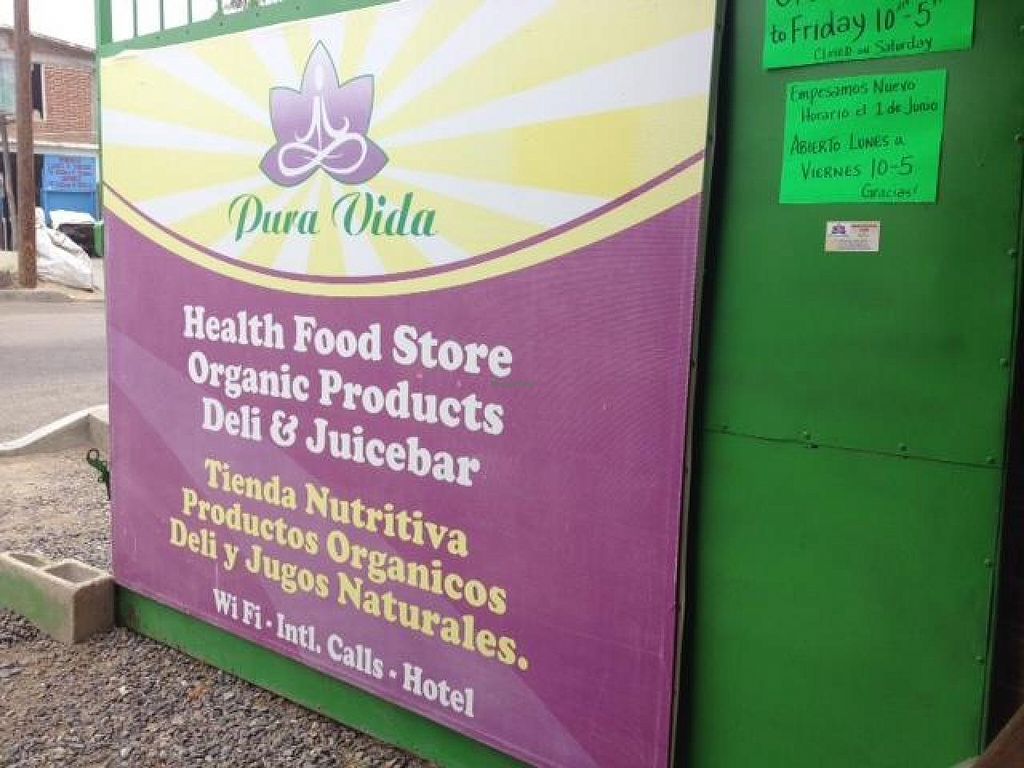 Pura Vida
Health Food Store
Organic Products
Deli & Juicebar
Tienda Nutritiva
Productos Organicos
Deli y Jugos Naturales.
Wi Fi · Intl. Calls · Hotel
to Friday 10am-5
Closed on Saturday
Empesamos Nuevo
Horario el 1 de Junio
ABIERTO LUNES a
VIERNES 10-5
Gracias!